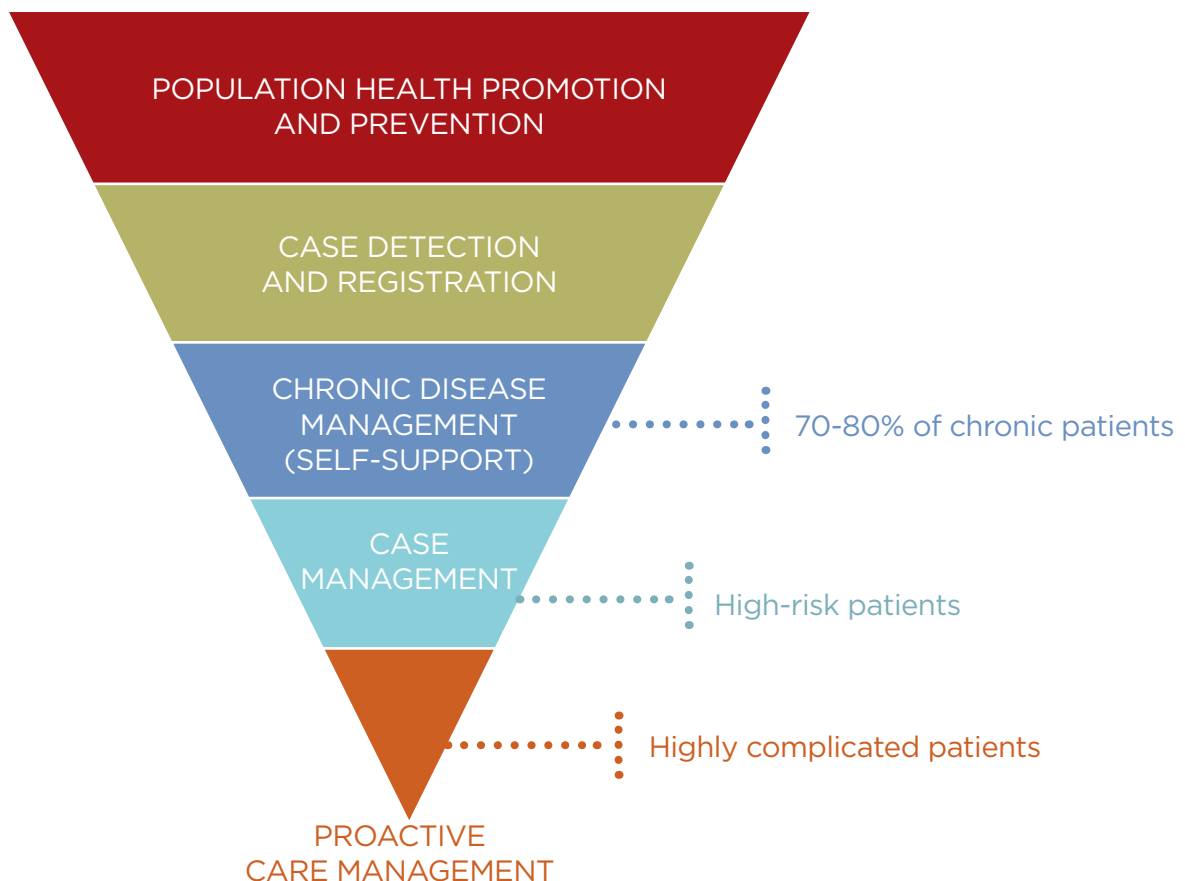 POPULATION HEALTH PROMOTION
AND PREVENTION
CASE DETECTION
AND REGISTRATION
CHRONIC DISEASE
MANAGEMENT
(SELF-SUPPORT)
70-80% of chronic patients
CASE
MANAGEMENT
High-risk patients
Highly complicated patients
PROACTIVE
CARE MANAGEMENT